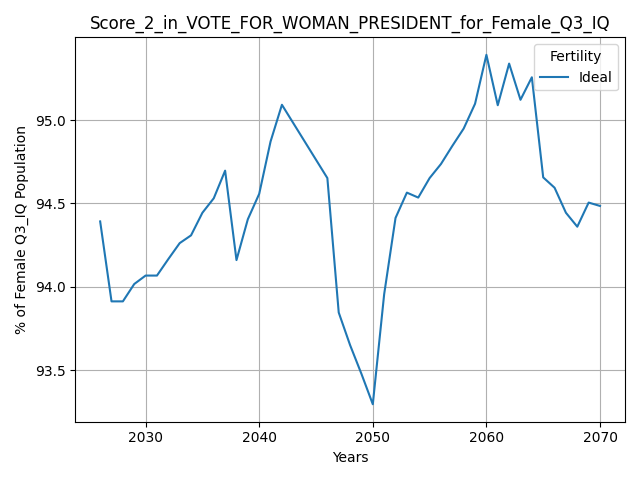 Score_2_in_VOTE_FOR_WOMAN_PRESIDENT_for_Female_Q3_IQ
Fertility
Ideal
% of Female Q3_IQ Population
95.0
94.5
94.0
93.5
2030 2040 2050 2060 2070
Years